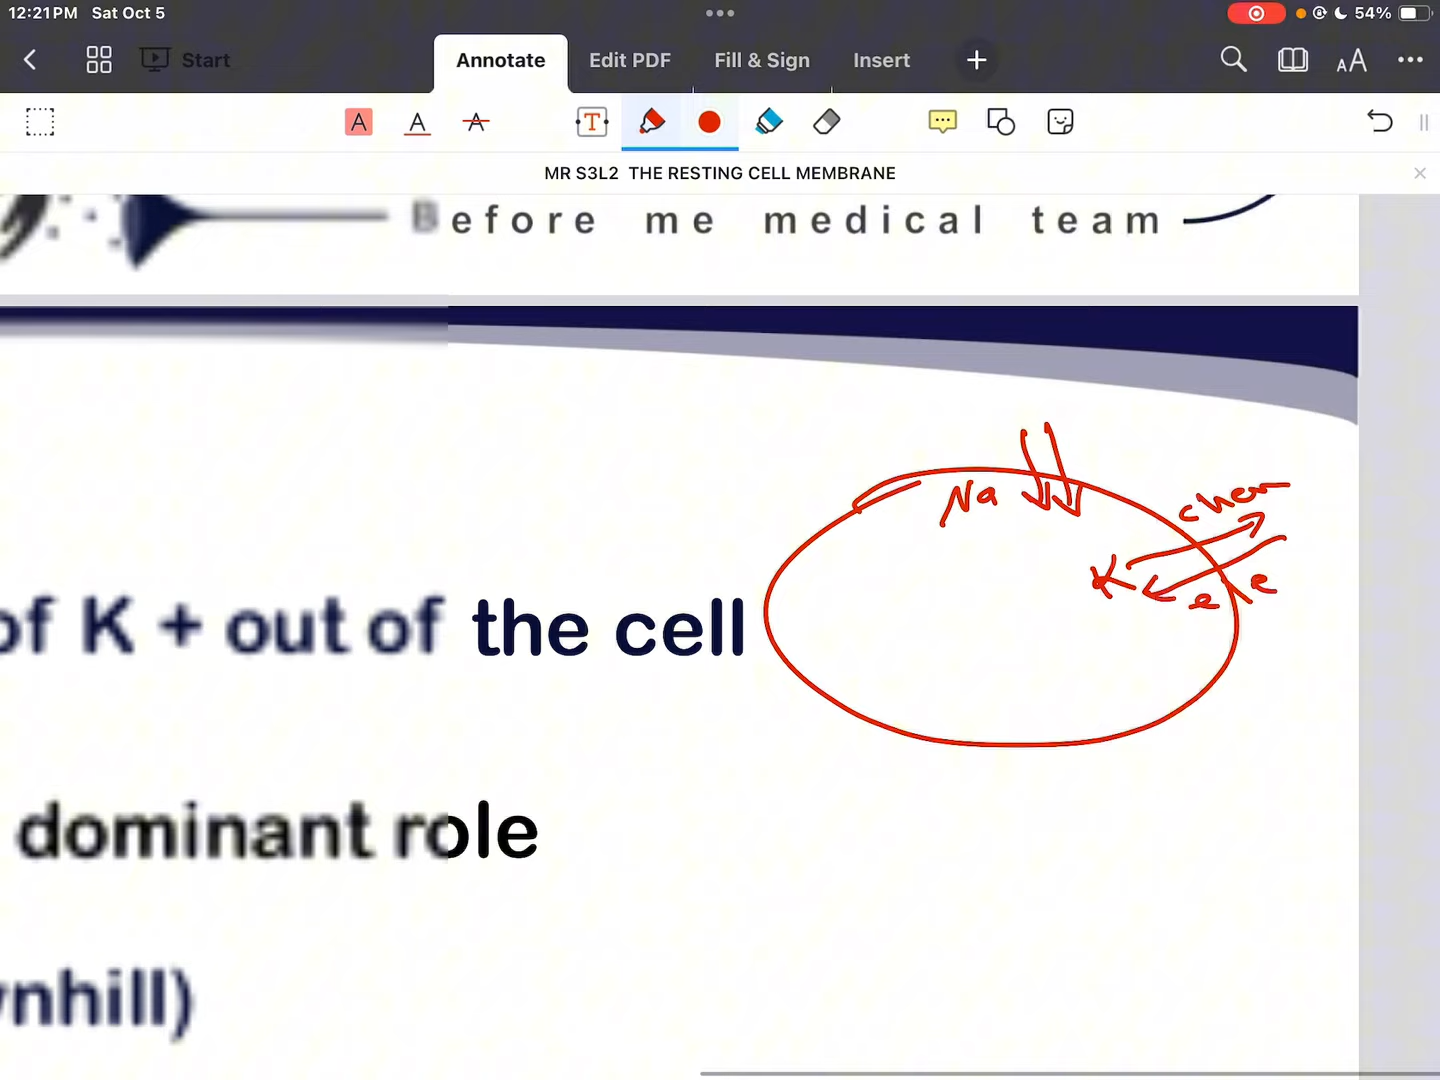 12:21 PM Sat Oct 5
54%
Start
Annotate
Edit PDF
Fill & Sign
Insert
MR S3L2 THE RESTING CELL MEMBRANE
Before me medical team
Na
chem
K
ele
of K + out of the cell
dominant role
nhill)